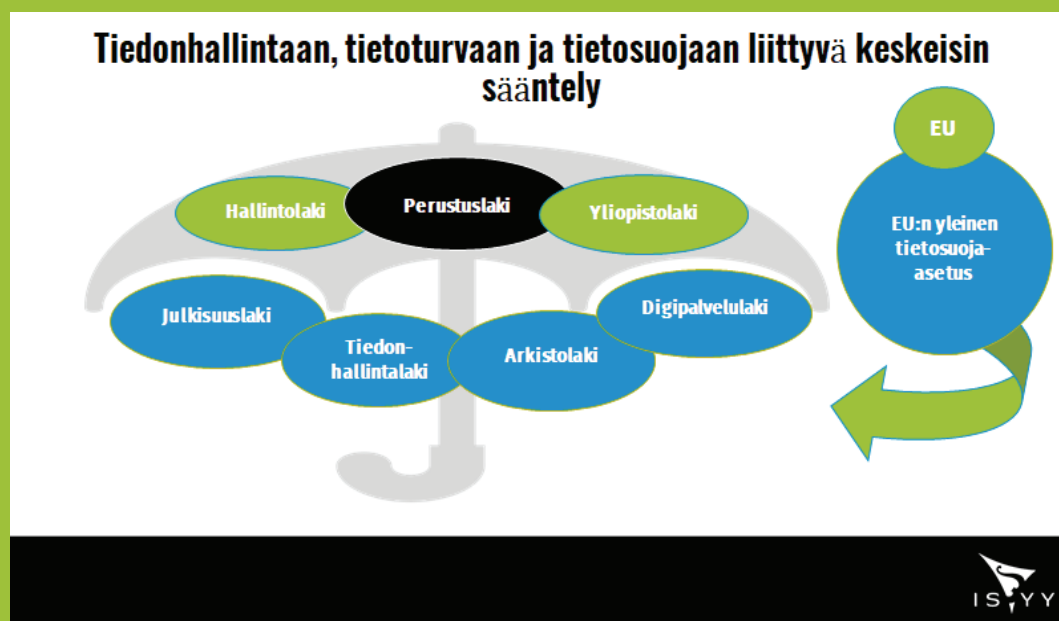 Tiedonhallintaan, tietoturvaan ja tietosuojaan liittyvä keskeisin
sääntely
EU
Hallintolaki
Perustuslaki
Yliopistolaki
EU:n yleinen
tietosuoja-
asetus
Julkisuuslaki
Tiedon-
hallintalaki
Arkistolaki
Digipalvelulaki
ISYY